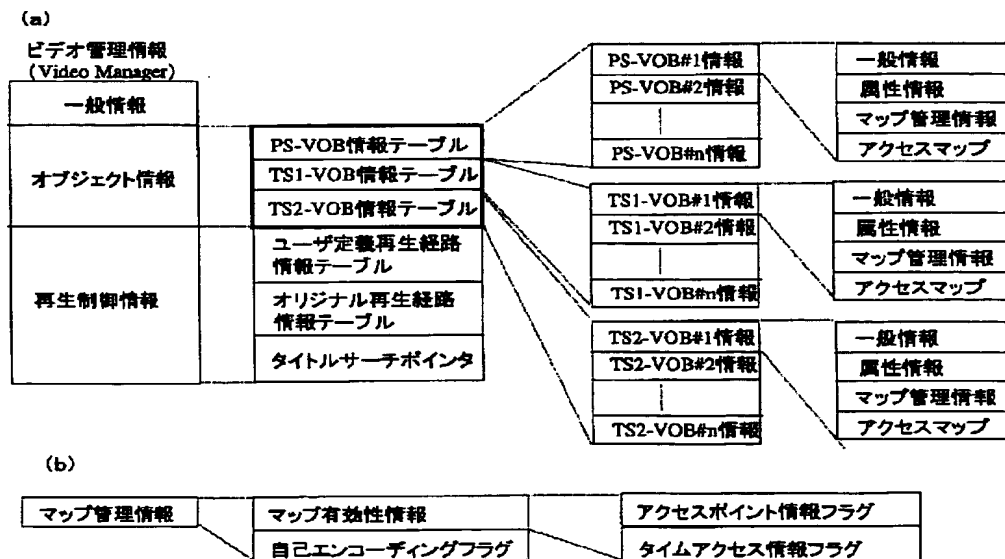 (a)
ビデオ管理情報
(Video Manager)
一般情報
オブジェクト情報
再生制御情報
PS-VOB情報テーブル
TS1-VOB情報テーブル
TS2-VOB情報テーブル
ユーザ定義再生経路
情報テーブル
オリジナル再生経路
情報テーブル
タイトルサーチポインタ
PS-VOB#1情報
PS-VOB#2情報
PS-VOB#n情報
一般情報
属性情報
マップ管理情報
アクセスマップ
TS1-VOB#1情報
TS1-VOB#2情報
TS1-VOB#n情報
一般情報
属性情報
マップ管理情報
アクセスマップ
TS2-VOB#1情報
TS2-VOB#2情報
TS2-VOB#n情報
一般情報
属性情報
マップ管理情報
アクセスマップ
(b)
マップ管理情報
マップ有効性情報
自己エンコーディングフラグ
アクセスポイント情報フラグ
タイムアクセス情報フラグ